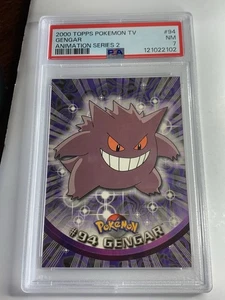 2000 TOPPS POKEMON TV #94
GENGAR NM
ANIMATION SERIES 2 7
PSA 121022102
POKéMON
#94 GENGAR